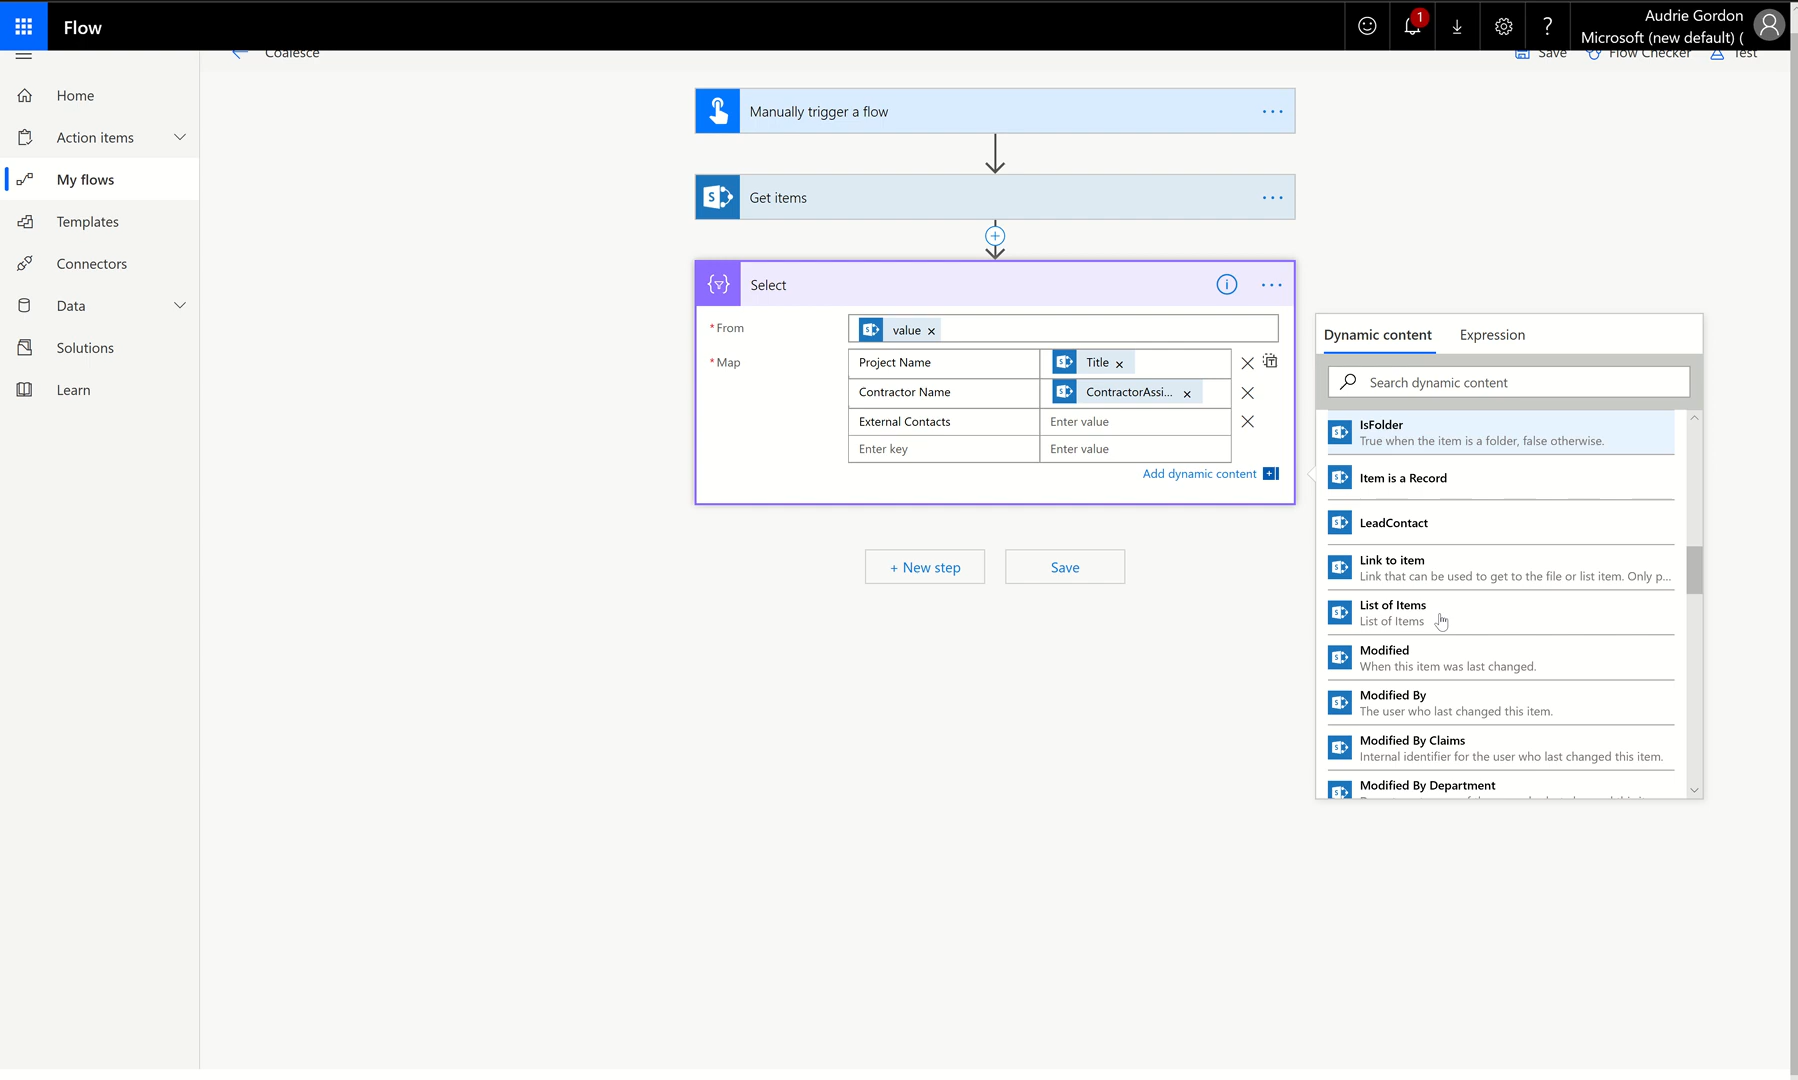 Flow
1
?
Audrie Gordon
Microsoft (new default) (
Coalesce
Save
Flow Checker
Test
Home
Action items
My flows
Templates
Connectors
Data
Solutions
Learn
Manually trigger a flow
Get items
Select
*From
value
*Map
Project Name
Title
Contractor Name
ContractorAssi...
External Contacts
Enter value
Enter key
Enter value
Add dynamic content
+ New step
Save
Dynamic content
Expression
Search dynamic content
IsFolder
True when the item is a folder, false otherwise.
Item is a Record
LeadContact
Link to item
Link that can be used to get to the file or list item. Only p...
List of Items
List of Items
Modified
When this item was last changed.
Modified By
The user who last changed this item.
Modified By Claims
Internal identifier for the user who last changed this item.
Modified By Department